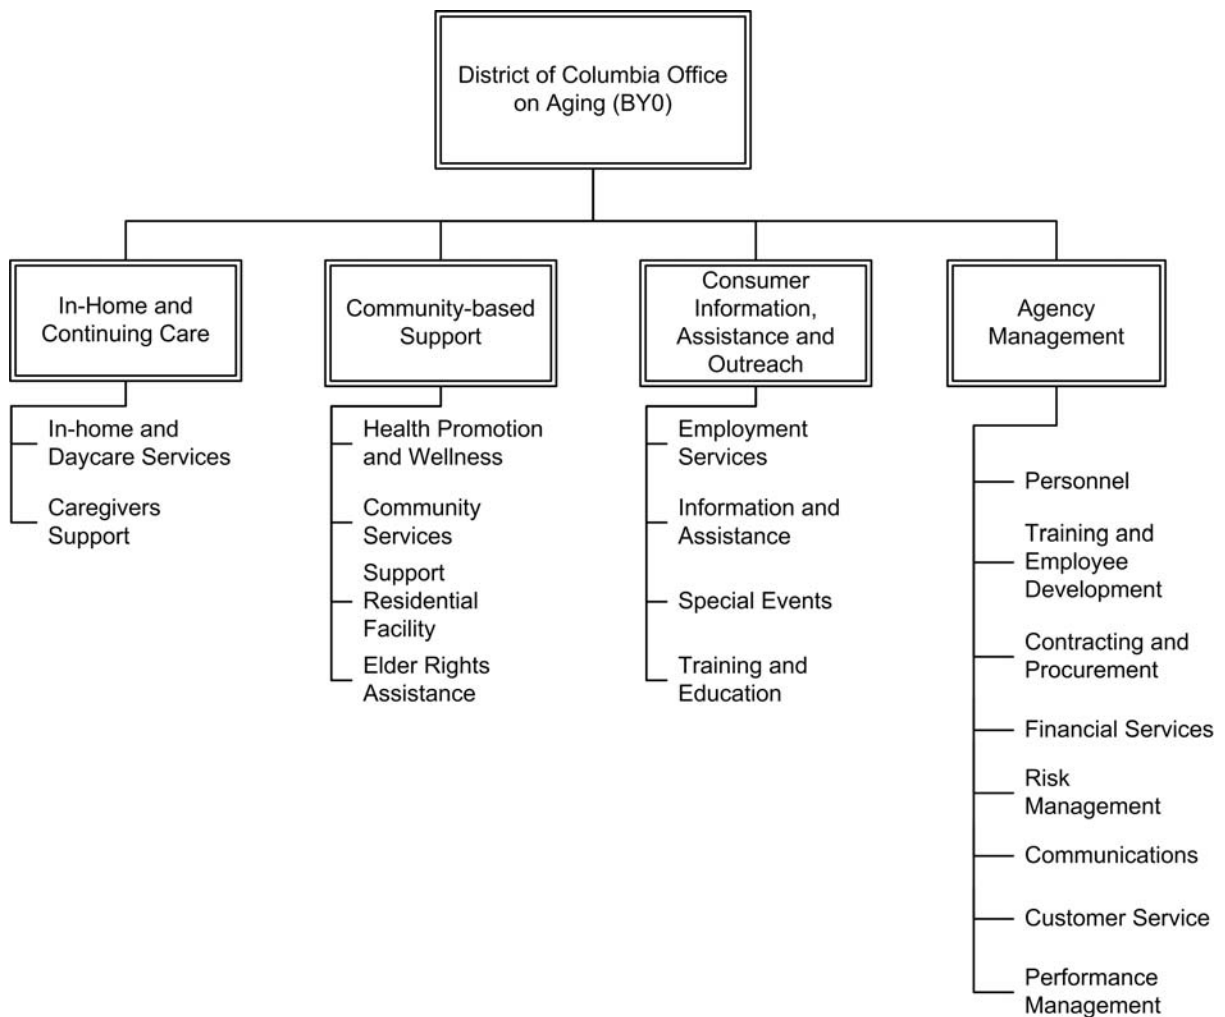 District of Columbia Office
on Aging (BY0)
In-Home and
Continuing Care
Community-based
Support
Consumer
Information,
Assistance and
Outreach
Agency
Management
In-home and
Daycare Services
Caregivers
Support
Health Promotion
and Wellness
Community
Services
Support
Residential
Facility
Elder Rights
Assistance
Employment
Services
Information and
Assistance
Special Events
Training and
Education
Personnel
Training and
Employee
Development
Contracting and
Procurement
Financial Services
Risk
Management
Communications
Customer Service
Performance
Management